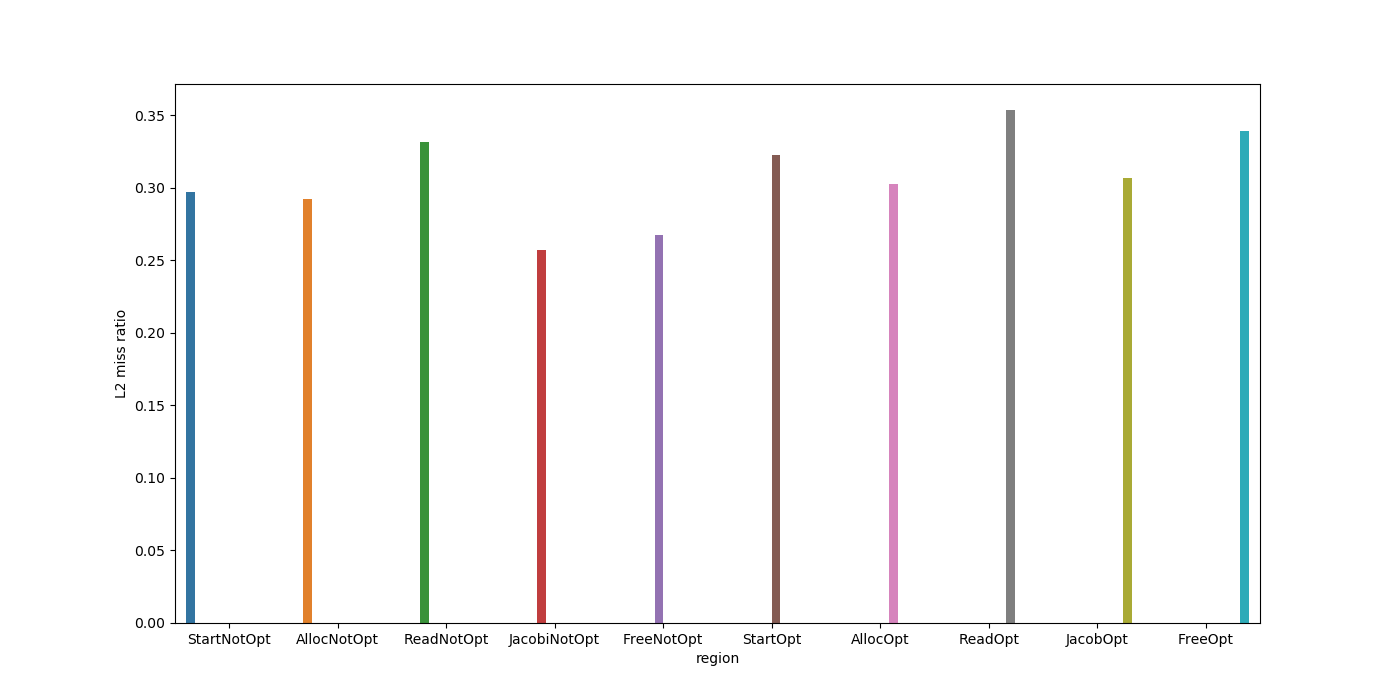 0.35
0.30
0.25
0.20
0.15
0.10
0.05
0.00
L2 miss ratio
StartNotOpt AllocNotOpt ReadNotOpt JacobiNotOpt FreeNotOpt StartOpt AllocOpt ReadOpt JacobOpt FreeOpt
region